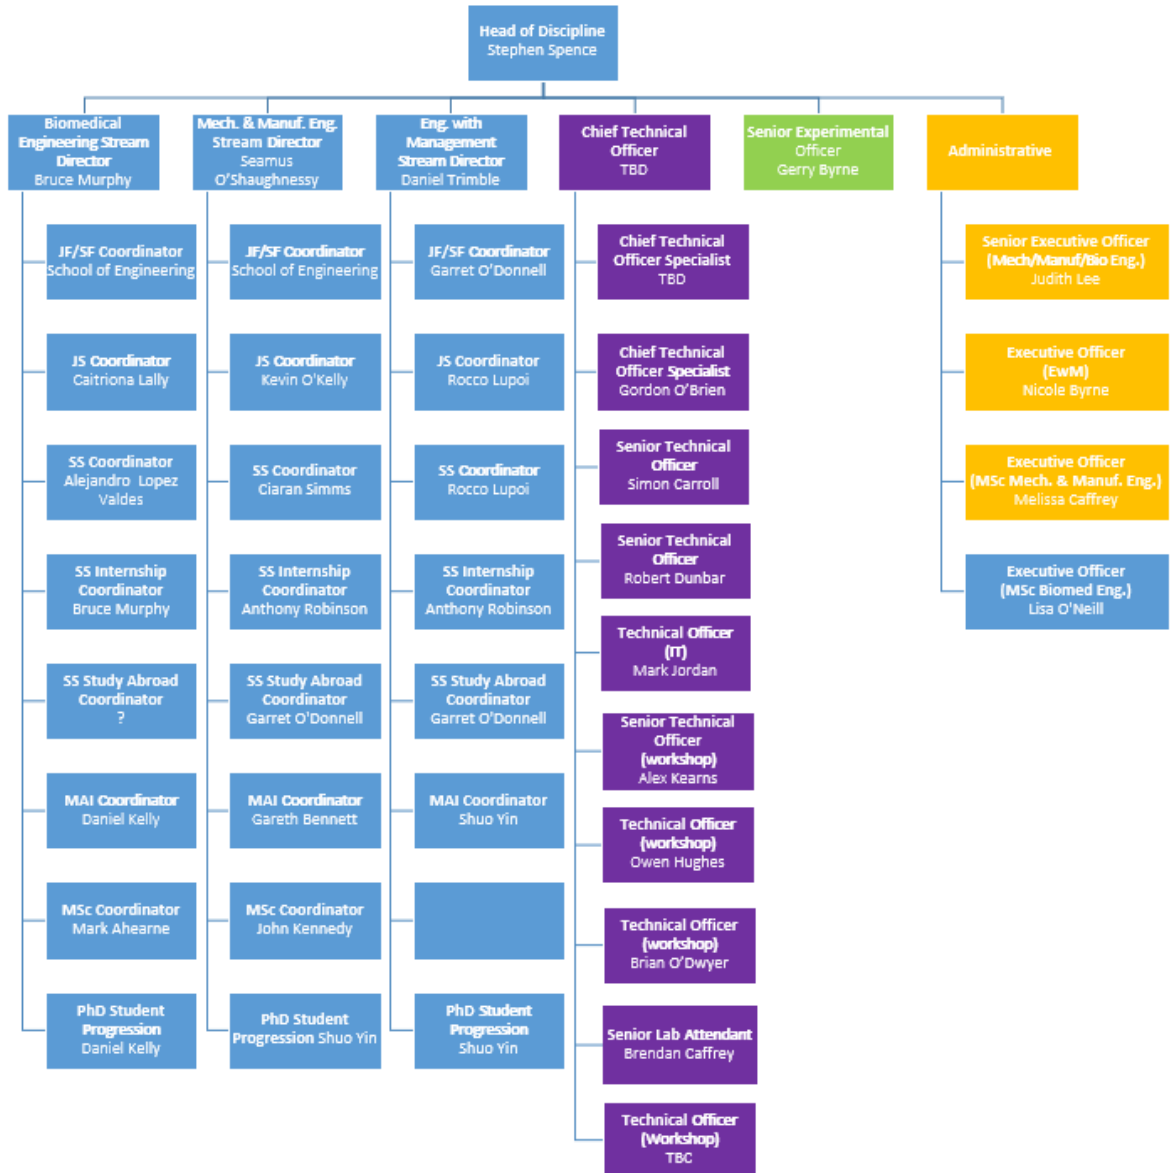 Head of Discipline
Stephen Spence
Biomedical
Engineering Stream
Director
Bruce Murphy
Mech. & Manuf. Eng.
Stream Director
Seamus
O'Shaughnessy
Eng. with
Management
Stream Director
Daniel Trimble
Chief Technical
Officer
TBD
Senior Experimental
Officer
Gerry Byrne
Administrative
JF/SF Coordinator
School of Engineering
JS Coordinator
Caitriona Lally
SS Coordinator
Alejandro Lopez
Valdes
SS Internship
Coordinator
Bruce Murphy
SS Study Abroad
Coordinator
?
MAI Coordinator
Daniel Kelly
MSc Coordinator
Mark Ahearne
PhD Student
Progression
Daniel Kelly
JF/SF Coordinator
School of Engineering
JS Coordinator
Kevin O'Kelly
SS Coordinator
Ciaran Simms
SS Internship
Coordinator
Anthony Robinson
SS Study Abroad
Coordinator
Garret O'Donnell
MAI Coordinator
Gareth Bennett
MSc Coordinator
John Kennedy
PhD Student
Progression Shuo Yin
JF/SF Coordinator
Garret O'Donnell
JS Coordinator
Rocco Lupoi
SS Coordinator
Rocco Lupoi
SS Internship
Coordinator
Anthony Robinson
SS Study Abroad
Coordinator
Garret O'Donnell
MAI Coordinator
Shuo Yin
PhD Student
Progression
Shuo Yin
Chief Technical
Officer Specialist
TBD
Chief Technical
Officer Specialist
Gordon O'Brien
Senior Technical
Officer
Simon Carroll
Senior Technical
Officer
Robert Dunbar
Technical Officer
(IT)
Mark Jordan
Senior Technical
Officer
(workshop)
Alex Kearns
Technical Officer
(workshop)
Owen Hughes
Technical Officer
(workshop)
Brian O'Dwyer
Senior Lab Attendant
Brendan Caffrey
Technical Officer
(Workshop)
TBC
Senior Executive Officer
(Mech/Manuf/Bio Eng.)
Judith Lee
Executive Officer
(EwM)
Nicole Byrne
Executive Officer
(MSc Mech. & Manuf. Eng.)
Melissa Caffrey
Executive Officer
(MSc Biomed Eng.)
Lisa O'Neill